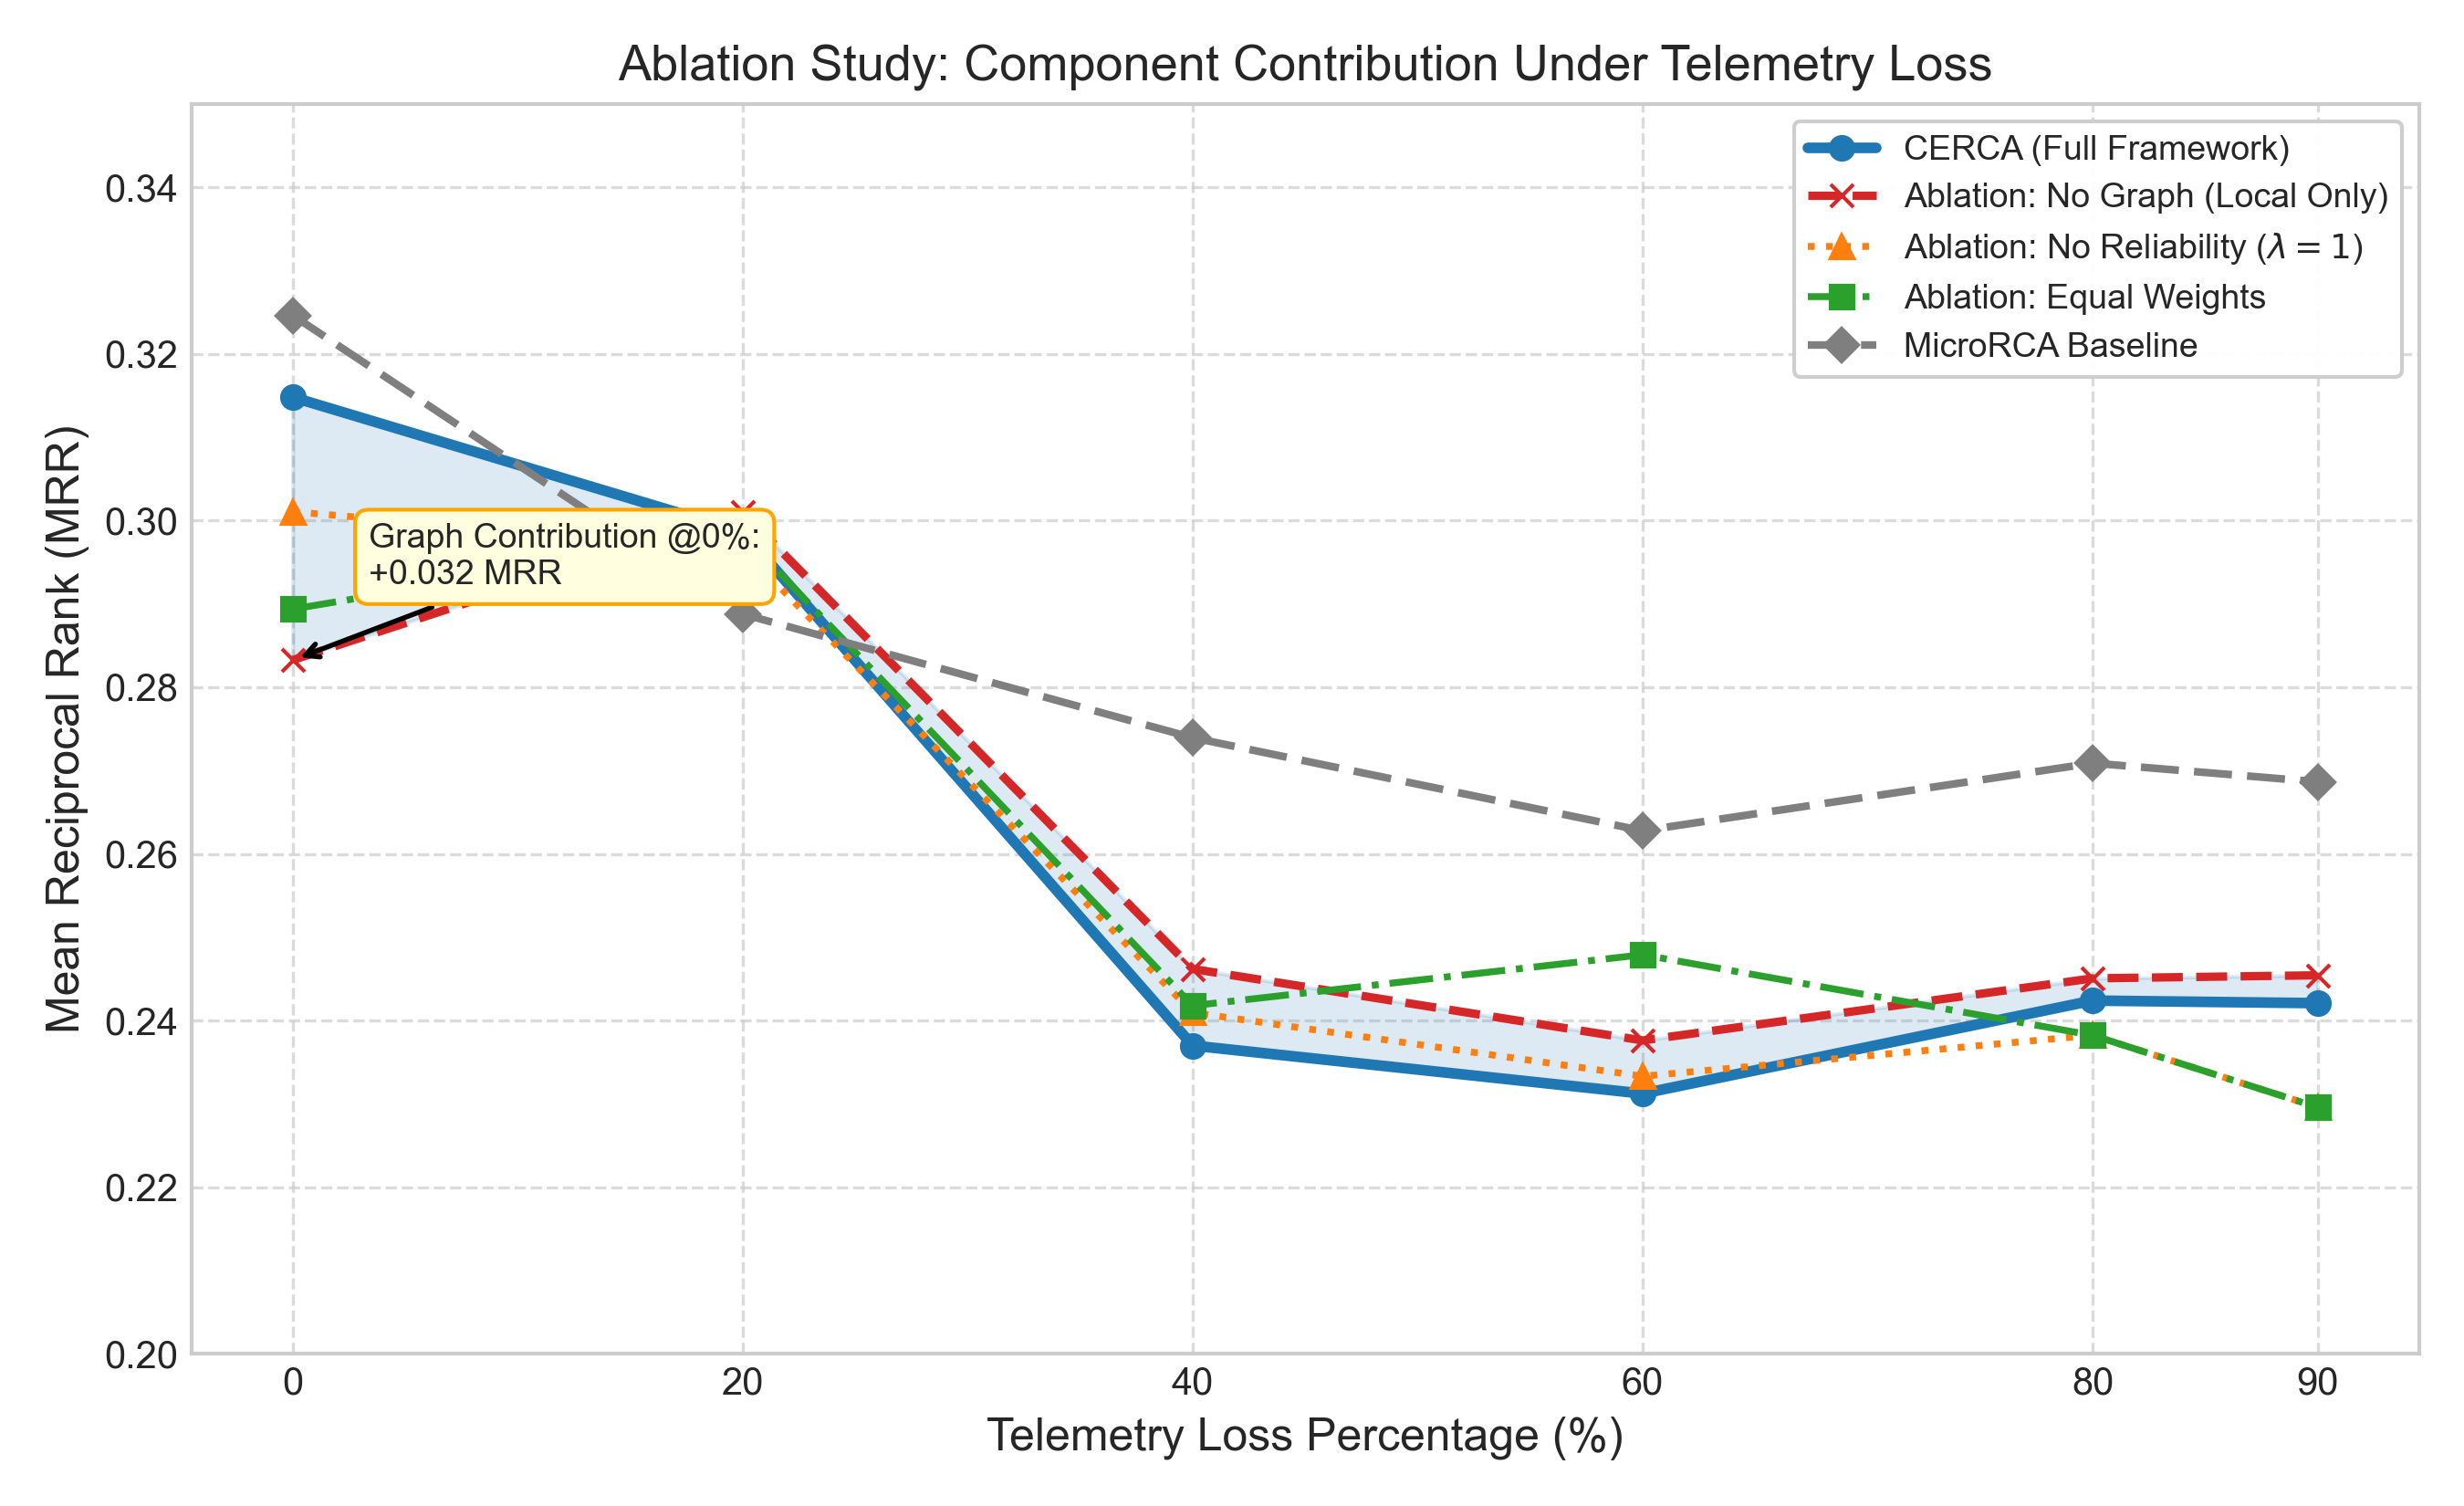 Ablation Study: Component Contribution Under Telemetry Loss
Mean Reciprocal Rank (MRR)
0.34
0.32
0.30
0.28
0.26
0.24
0.22
0.20
CERCA (Full Framework)
Ablation: No Graph (Local Only)
Ablation: No Reliability (λ = 1)
Ablation: Equal Weights
MicroRCA Baseline
Graph Contribution @0%:
+0.032 MRR
0 20 40 60 80 90
Telemetry Loss Percentage (%)